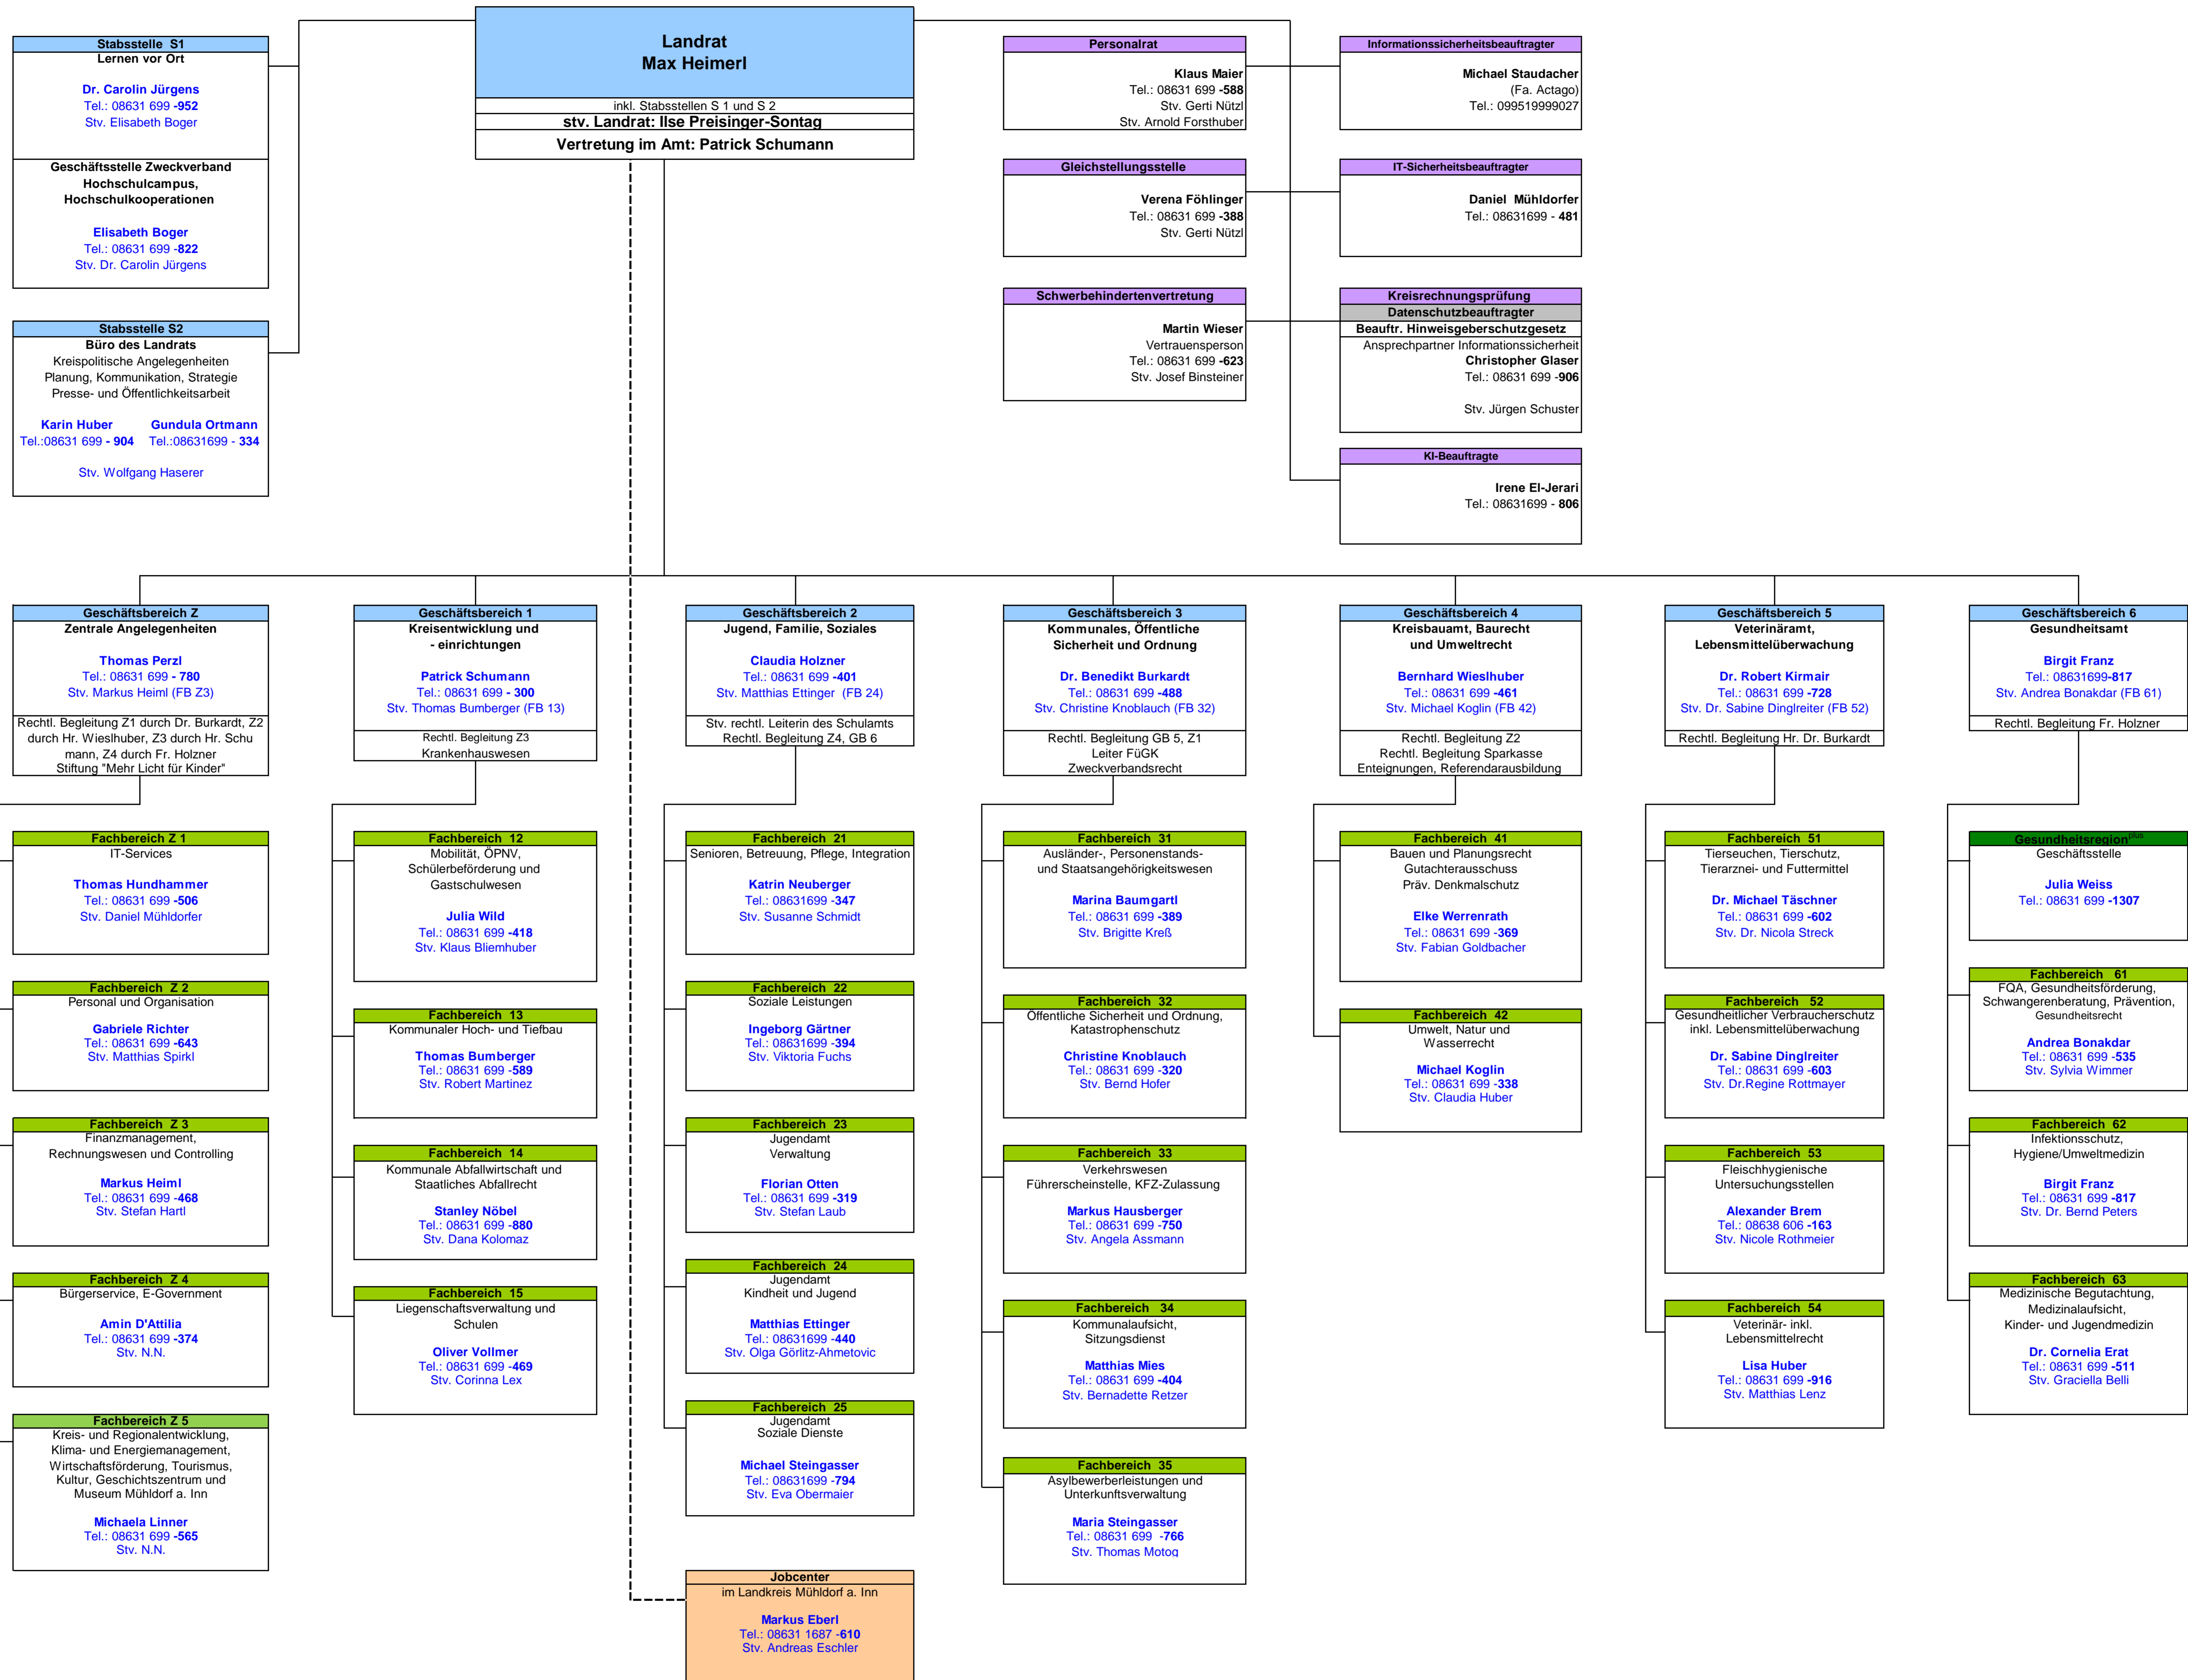 Stabsstelle  S1
Lernen vor Ort
Dr. Carolin Jürgens
Tel.: 08631 699 -952
Stv. Elisabeth Boger
Geschäftsstelle Zweckverband
Hochschulcampus,
Hochschulkooperationen
Elisabeth Boger
Tel.: 08631 699 -822
Stv. Dr. Carolin Jürgens
Stabsstelle S2
Büro des Landrats
Kreispolitische Angelegenheiten
Planung, Kommunikation, Strategie
Presse- und Öffentlichkeitsarbeit
Karin Huber Gundula Ortmann
Tel.:08631 699 - 904 Tel.:08631699 - 334
Stv. Wolfgang Haserer
Landrat
Max Heimerl
inkl. Stabsstellen S 1 und S 2
stv. Landrat: Ilse Preisinger-Sontag
Vertretung im Amt: Patrick Schumann
Personalrat
Klaus Maier
Tel.: 08631 699 -588
Stv. Gerti Nützl
Stv. Arnold Forsthuber
Gleichstellungsstelle
Verena Föhlinger
Tel.: 08631 699 -388
Stv. Gerti Nützl
Schwerbehindertenvertretung
Martin Wieser
Vertrauensperson
Tel.: 08631 699 -623
Stv. Josef Binsteiner
Informationssicherheitsbeauftragter
Michael Staudacher
(Fa. Actago)
Tel.: 099519999027
IT-Sicherheitsbeauftragter
Daniel  Mühldorfer
Tel.: 08631699 - 481
Kreisrechnungsprüfung
Datenschutzbeauftragter
Beauftr. Hinweisgeberschutzgesetz
Ansprechpartner Informationssicherheit
Christopher Glaser
Tel.: 08631 699 -906
Stv. Jürgen Schuster
KI-Beauftragte
Irene El-Jerari
Tel.: 08631699 - 806
Geschäftsbereich Z
Zentrale Angelegenheiten
Thomas Perzl
Tel.: 08631 699 - 780
Stv. Markus Heiml (FB Z3)
Rechtl. Begleitung Z1 durch Dr. Burkardt, Z2
durch Hr. Wieslhuber, Z3 durch Hr. Schu
mann, Z4 durch Fr. Holzner
Stiftung "Mehr Licht für Kinder"
Fachbereich Z 1
IT-Services
Thomas Hundhammer
Tel.: 08631 699 -506
Stv. Daniel Mühldorfer
Fachbereich  Z 2
Personal und Organisation
Gabriele Richter
Tel.: 08631 699 -643
Stv. Matthias Spirkl
Fachbereich  Z 3
Finanzmanagement,
Rechnungswesen und Controlling
Markus Heiml
Tel.: 08631 699 -468
Stv. Stefan Hartl
Fachbereich  Z 4
Bürgerservice, E-Government
Amin D'Attilia
Tel.: 08631 699 -374
Stv. N.N.
Fachbereich Z 5
Kreis- und Regionalentwicklung,
Klima- und Energiemanagement,
Wirtschaftsförderung, Tourismus,
Kultur, Geschichtszentrum und
Museum Mühldorf a. Inn
Michaela Linner
Tel.: 08631 699 -565
Stv. N.N.
Geschäftsbereich 1
Kreisentwicklung und
- einrichtungen
Patrick Schumann
Tel.: 08631 699 - 300
Stv. Thomas Bumberger (FB 13)
Rechtl. Begleitung Z3
Krankenhauswesen
Fachbereich  12
Mobilität, ÖPNV,
Schülerbeförderung und
Gastschulwesen
Julia Wild
Tel.: 08631 699 -418
Stv. Klaus Bliemhuber
Fachbereich  13
Kommunaler Hoch- und Tiefbau
Thomas Bumberger
Tel.: 08631 699 -589
Stv. Robert Martinez
Fachbereich  14
Kommunale Abfallwirtschaft und
Staatliches Abfallrecht
Stanley Nöbel
Tel.: 08631 699 -880
Stv. Dana Kolomaz
Fachbereich  15
Liegenschaftsverwaltung und
Schulen
Oliver Vollmer
Tel.: 08631 699 -469
Stv. Corinna Lex
Geschäftsbereich 2
Jugend, Familie, Soziales
Claudia Holzner
Tel.: 08631 699 -401
Stv. Matthias Ettinger  (FB 24)
Stv. rechtl. Leiterin des Schulamts
Rechtl. Begleitung Z4, GB 6
Fachbereich  21
Senioren, Betreuung, Pflege, Integration
Katrin Neuberger
Tel.: 08631699 -347
Stv. Susanne Schmidt
Fachbereich  22
Soziale Leistungen
Ingeborg Gärtner
Tel.: 08631699 -394
Stv. Viktoria Fuchs
Fachbereich  23
Jugendamt
Verwaltung
Florian Otten
Tel.: 08631 699 -319
Stv. Stefan Laub
Fachbereich  24
Jugendamt
Kindheit und Jugend
Matthias Ettinger
Tel.: 08631699 -440
Stv. Olga Görlitz-Ahmetovic
Fachbereich  25
Jugendamt
Soziale Dienste
Michael Steingasser
Tel.: 08631699 -794
Stv. Eva Obermaier
Jobcenter
im Landkreis Mühldorf a. Inn
Markus Eberl
Tel.: 08631 1687 -610
Stv. Andreas Eschler
Geschäftsbereich 3
Kommunales, Öffentliche
Sicherheit und Ordnung
Dr. Benedikt Burkardt
Tel.: 08631 699 -488
Stv. Christine Knoblauch (FB 32)
Rechtl. Begleitung GB 5, Z1
Leiter FüGK
Zweckverbandsrecht
Fachbereich  31
Ausländer-, Personenstands-
und Staatsangehörigkeitswesen
Marina Baumgartl
Tel.: 08631 699 -389
Stv. Brigitte Kreß
Fachbereich  32
Öffentliche Sicherheit und Ordnung,
Katastrophenschutz
Christine Knoblauch
Tel.: 08631 699 -320
Stv. Bernd Hofer
Fachbereich  33
Verkehrswesen
Führerscheinstelle, KFZ-Zulassung
Markus Hausberger
Tel.: 08631 699 -750
Stv. Angela Assmann
Fachbereich   34
Kommunalaufsicht,
Sitzungsdienst
Matthias Mies
Tel.: 08631 699 -404
Stv. Bernadette Retzer
Fachbereich  35
Asylbewerberleistungen und
Unterkunftsverwaltung
Maria Steingasser
Tel.: 08631 699  -766
Stv. Thomas Motog
Geschäftsbereich 4
Kreisbauamt, Baurecht
und Umweltrecht
Bernhard Wieslhuber
Tel.: 08631 699 -461
Stv. Michael Koglin (FB 42)
Rechtl. Begleitung Z2
Rechtl. Begleitung Sparkasse
Enteignungen, Referendarausbildung
Fachbereich  41
Bauen und Planungsrecht
Gutachterausschuss
Präv. Denkmalschutz
Elke Werrenrath
Tel.: 08631 699 -369
Stv. Fabian Goldbacher
Fachbereich  42
Umwelt, Natur und
Wasserrecht
Michael Koglin
Tel.: 08631 699 -338
Stv. Claudia Huber
Geschäftsbereich 5
Veterinäramt,
Lebensmittelüberwachung
Dr. Robert Kirmair
Tel.: 08631 699 -728
Stv. Dr. Sabine Dinglreiter (FB 52)
Rechtl. Begleitung Hr. Dr. Burkardt
Fachbereich  51
Tierseuchen, Tierschutz,
Tierarznei- und Futtermittel
Dr. Michael Täschner
Tel.: 08631 699 -602
Stv. Dr. Nicola Streck
Fachbereich   52
Gesundheitlicher Verbraucherschutz
inkl. Lebensmittelüberwachung
Dr. Sabine Dinglreiter
Tel.: 08631 699 -603
Stv. Dr.Regine Rottmayer
Fachbereich  53
Fleischhygienische
Untersuchungsstellen
Alexander Brem
Tel.: 08638 606 -163
Stv. Nicole Rothmeier
Fachbereich  54
Veterinär- inkl.
Lebensmittelrecht
Lisa Huber
Tel.: 08631 699 -916
Stv. Matthias Lenz
Geschäftsbereich 6
Gesundheitsamt
Birgit Franz
Tel.: 08631699-817
Stv. Andrea Bonakdar (FB 61)
Rechtl. Begleitung Fr. Holzner
Gesundheitsregion plus
Geschäftsstelle
Julia Weiss
Tel.: 08631 699 -1307
Fachbereich   61
FQA, Gesundheitsförderung,
Schwangerenberatung, Prävention,
Gesundheitsrecht
Andrea Bonakdar
Tel.: 08631 699 -535
Stv. Sylvia Wimmer
Fachbereich  62
Infektionsschutz,
Hygiene/Umweltmedizin
Birgit Franz
Tel.: 08631 699 -817
Stv. Dr. Bernd Peters
Fachbereich  63
Medizinische Begutachtung,
Medizinalaufsicht,
Kinder- und Jugendmedizin
Dr. Cornelia Erat
Tel.: 08631 699 -511
Stv. Graciella Belli